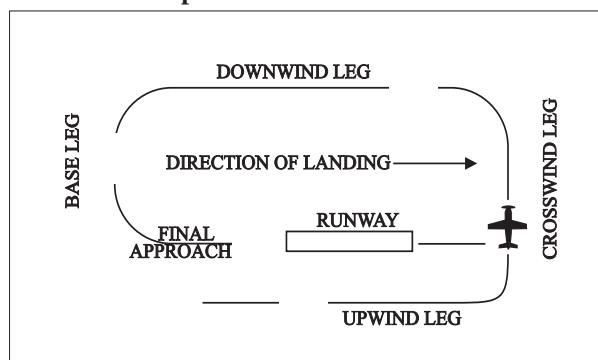 DOWNWIND LEG
BASE LEG
CROSSWIND LEG
DIRECTION OF LANDING
RUNWAY
FINAL
APPROACH
UPWIND LEG